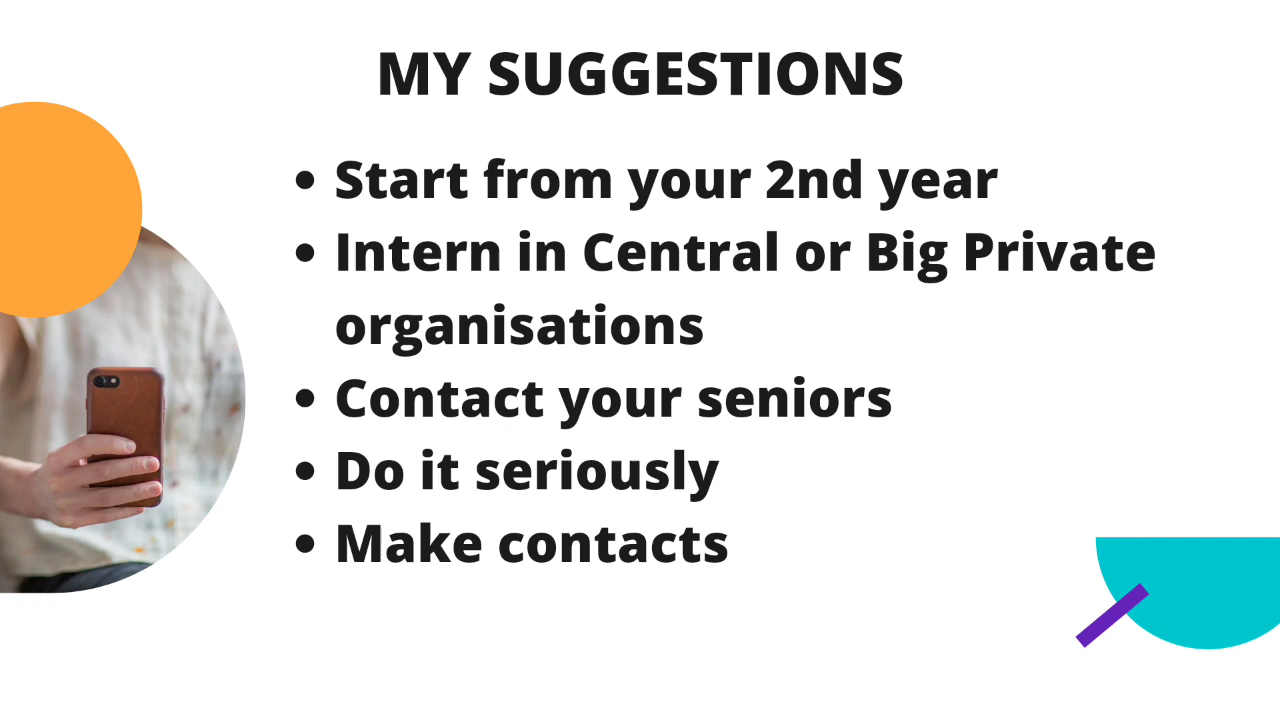 MY SUGGESTIONS
• Start from your 2nd year
• Intern in Central or Big Private
organisations
• Contact your seniors
• Do it seriously
• Make contacts